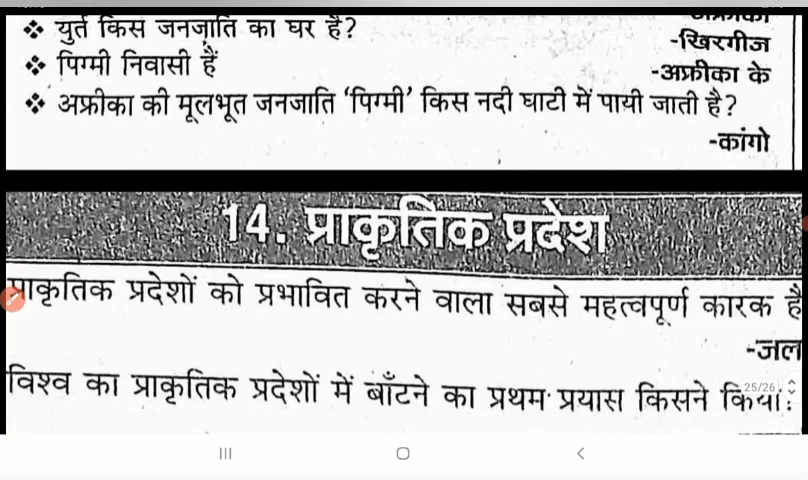 ❖ युर्त किस जनजाति का घर है?
-खिरगीज
❖ पिग्मी निवासी हैं
-अफ्रीका के
❖ अफ्रीका की मूलभूत जनजाति ‘पिग्मी’ किस नदी घाटी में पायी जाती है?
-कांगो
14. प्राकृतिक प्रदेश
प्राकृतिक प्रदेशों को प्रभावित करने वाला सबसे महत्वपूर्ण कारक है
-जल
विश्व का प्राकृतिक प्रदेशों में बाँटने का प्रथम प्रयास किसने किया
25/26